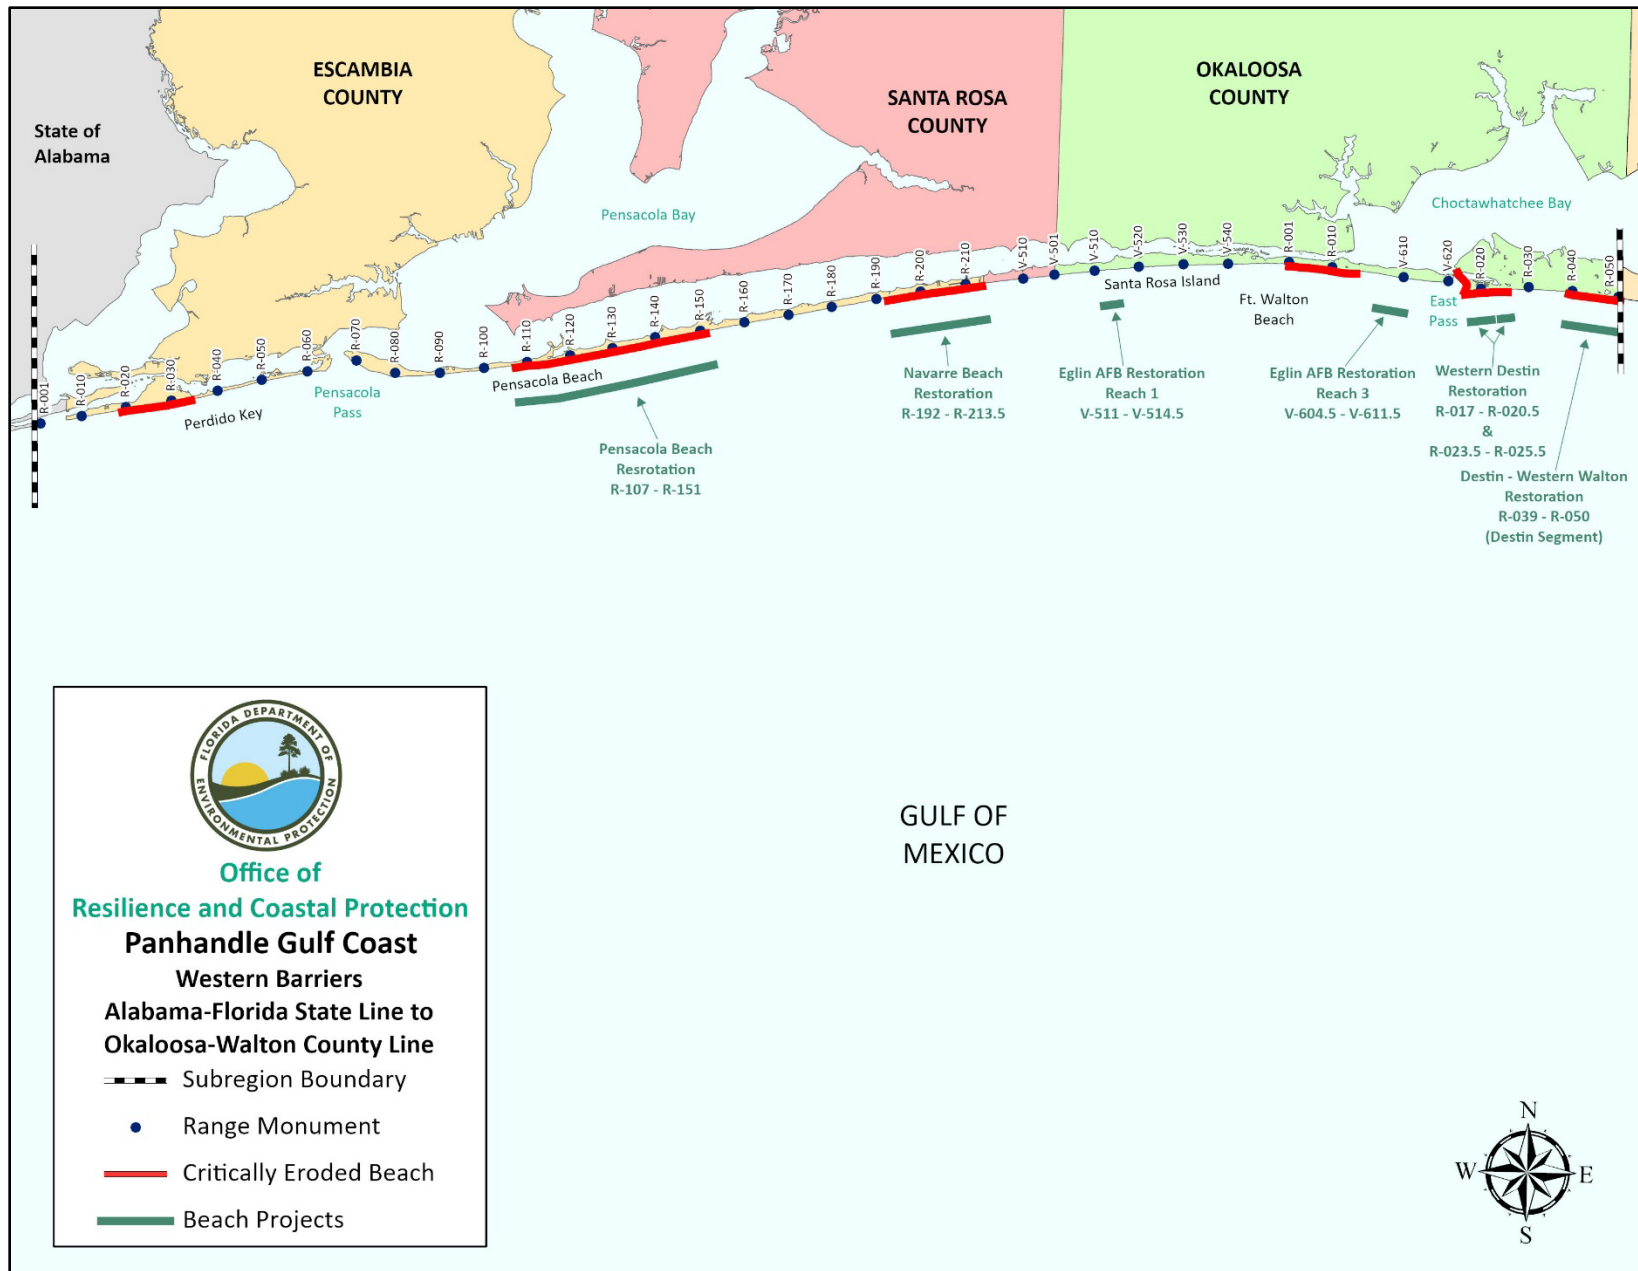 ESCAMBIA
COUNTY
SANTA ROSA
COUNTY
OKALOOSA
COUNTY
State of
Alabama
Pensacola Bay
Choctawhatchee Bay
R-001
R-010
R-020
R-030
R-040
R-050
R-060
R-070
R-080
R-090
R-100
R-110
R-120
R-130
R-140
R-150
R-160
R-170
R-180
R-190
R-200
R-210
V-510
V-501
V-510
V-520
V-530
V-540
R-001
R-010
V-610
V-620
R-020
R-030
R-040
R-050
Perdido Key
Pensacola
Pass
Pensacola Beach
Santa Rosa Island
Ft. Walton
Beach
East
Pass
Pensacola Beach
Resrotation
R-107 - R-151
Navarre Beach
Restoration
R-192 - R-213.5
Eglin AFB Restoration
Reach 1
V-511 - V-514.5
Eglin AFB Restoration
Reach 3
V-604.5 - V-611.5
Western Destin
Restoration
R-017 - R-020.5
&
R-023.5 - R-025.5
Destin - Western Walton
Restoration
R-039 - R-050
(Destin Segment)
GULF OF
MEXICO
FLORIDA DEPARTMENT OF
ENVIRONMENTAL PROTECTION
Office of
Resilience and Coastal Protection
Panhandle Gulf Coast
Western Barriers
Alabama-Florida State Line to
Okaloosa-Walton County Line
Subregion Boundary
Range Monument
Critically Eroded Beach
Beach Projects
N
W E
S